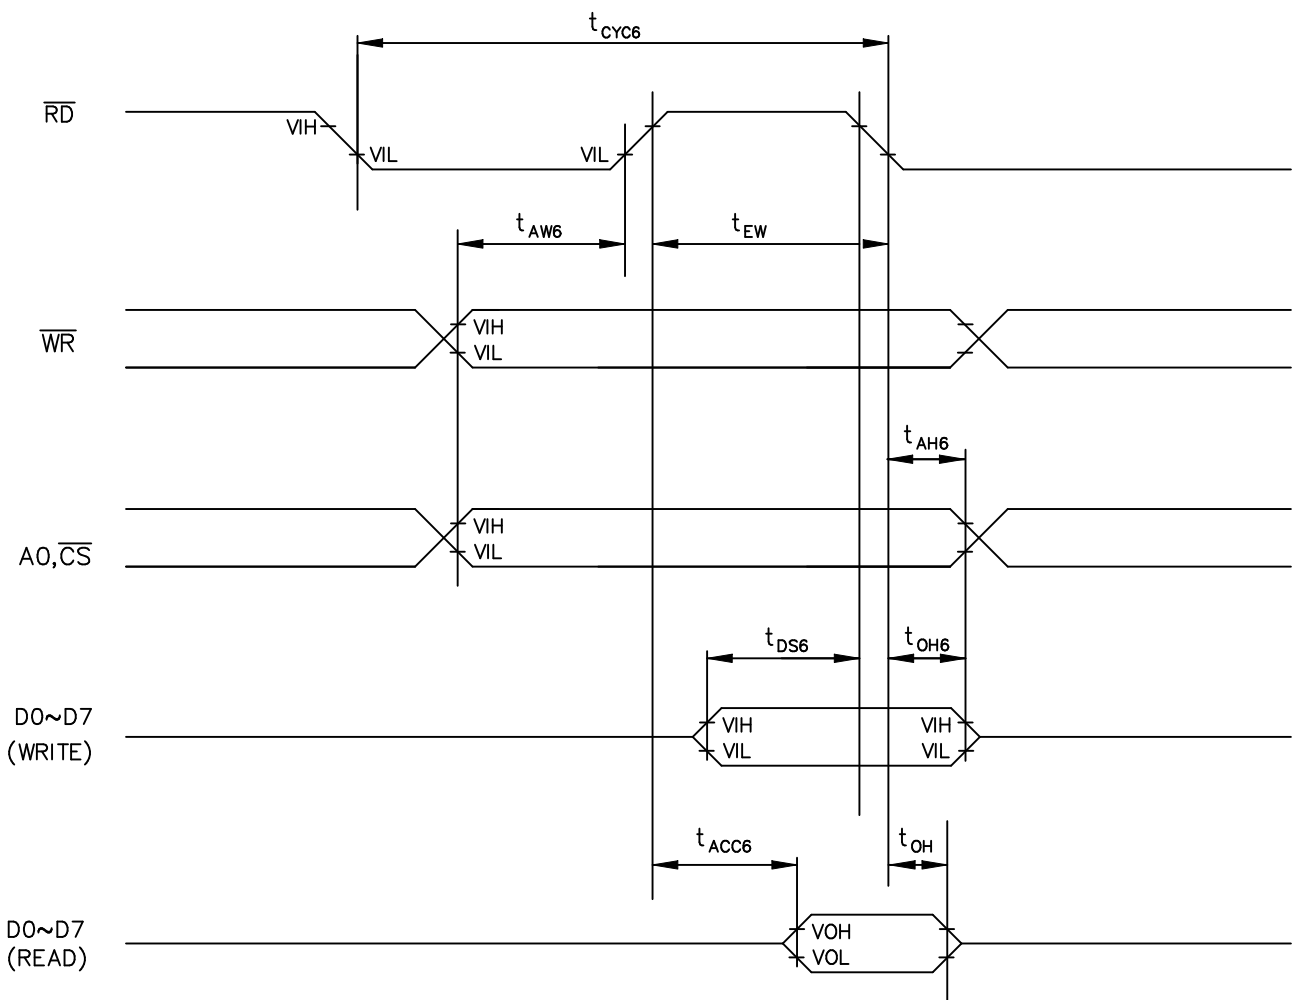 tCYC6
RD
VIH
VIL
VIL
tAW6
tEW
WR
VIH
VIL
tAH6
A0,CS
VIH
VIL
tDS6
tOH6
D0~D7
(WRITE)
VIH
VIH
VIL
VIL
tACC6
tOH
D0~D7
(READ)
VOH
VOL